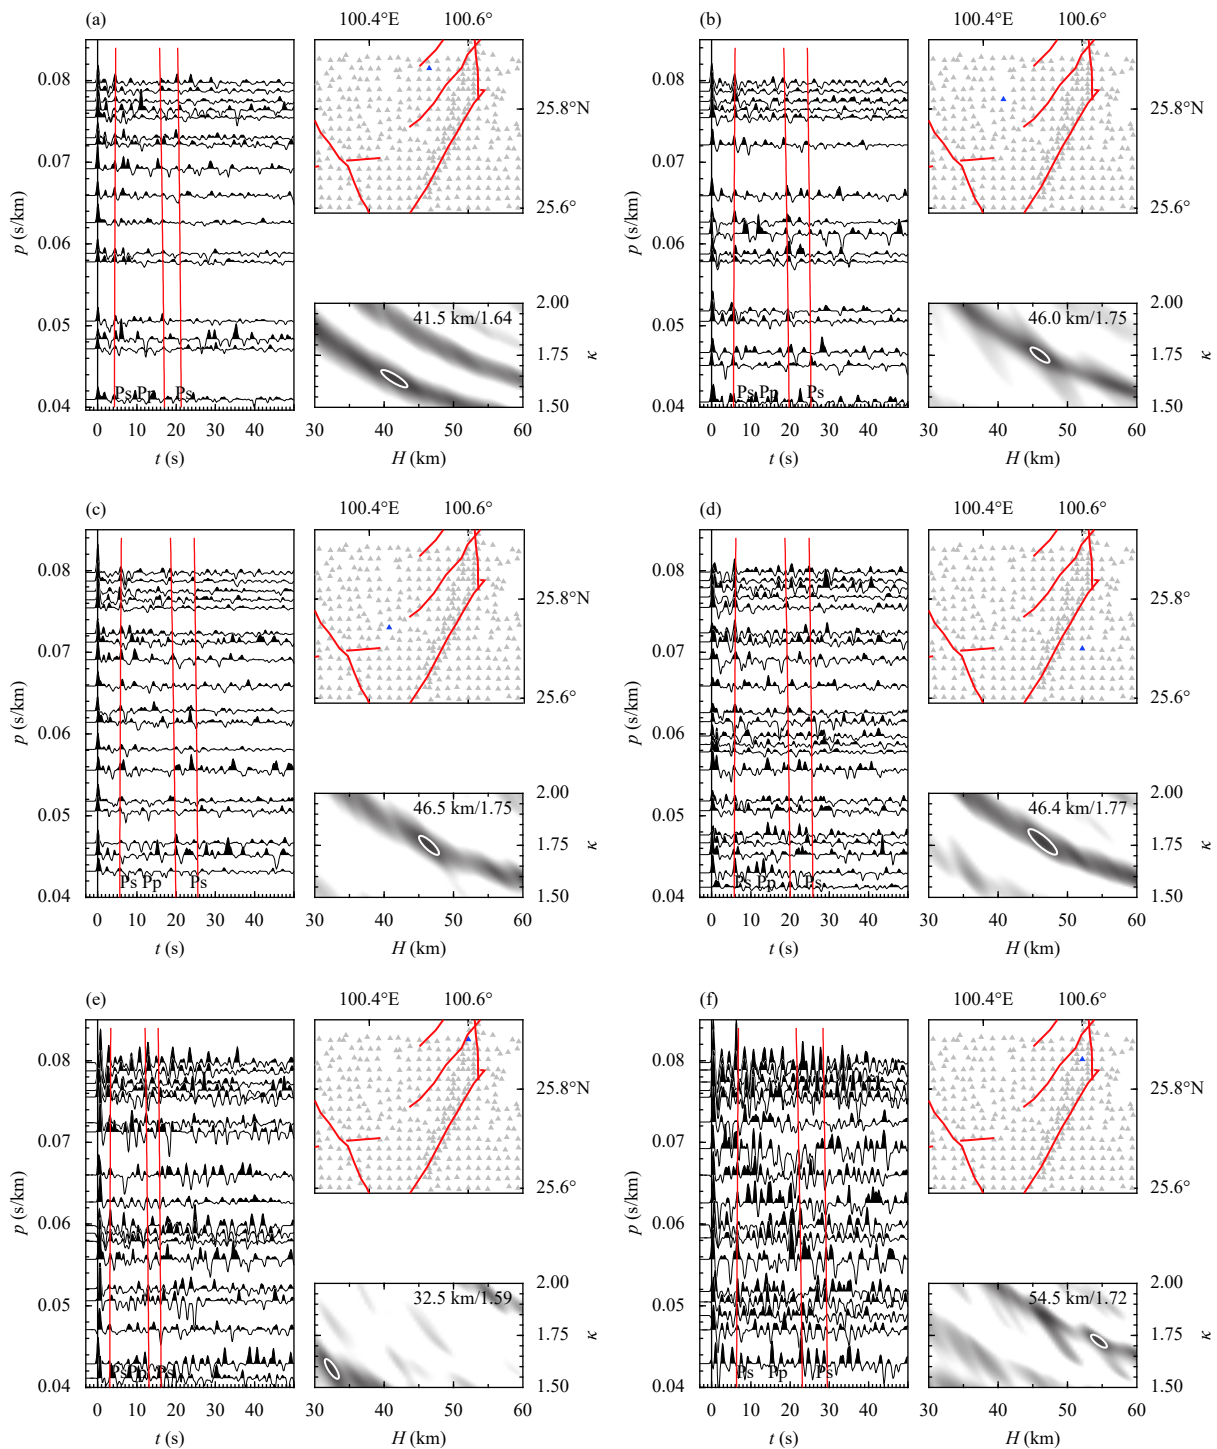 (a)
100.4°E 100.6°
0.08
0.07
0.06
0.05
0.04
p (s/km)
25.8°N
25.6°
Ps Pp Ps
0 10 20 30 40
t (s)
41.5 km/1.64
2.00
1.75
1.50
κ
30 40 50 60
H (km)
(b)
100.4°E 100.6°
0.08
0.07
0.06
0.05
0.04
p (s/km)
25.8°N
25.6°
Ps Pp Ps
0 10 20 30 40
t (s)
46.0 km/1.75
2.00
1.75
1.50
κ
30 40 50 60
H (km)
(c)
100.4°E 100.6°
0.08
0.07
0.06
0.05
0.04
p (s/km)
25.8°N
25.6°
Ps Pp Ps
0 10 20 30 40
t (s)
46.5 km/1.75
2.00
1.75
1.50
κ
30 40 50 60
H (km)
(d)
100.4°E 100.6°
0.08
0.07
0.06
0.05
0.04
p (s/km)
25.8°N
25.6°
Ps Pp Ps
0 10 20 30 40
t (s)
46.4 km/1.77
2.00
1.75
1.50
κ
30 40 50 60
H (km)
(e)
100.4°E 100.6°
0.08
0.07
0.06
0.05
0.04
p (s/km)
25.8°N
25.6°
Ps Pp Ps
0 10 20 30 40
t (s)
32.5 km/1.59
2.00
1.75
1.50
κ
30 40 50 60
H (km)
(f)
100.4°E 100.6°
0.08
0.07
0.06
0.05
0.04
p (s/km)
25.8°N
25.6°
Ps Pp Ps
0 10 20 30 40
t (s)
54.5 km/1.72
2.00
1.75
1.50
κ
30 40 50 60
H (km)